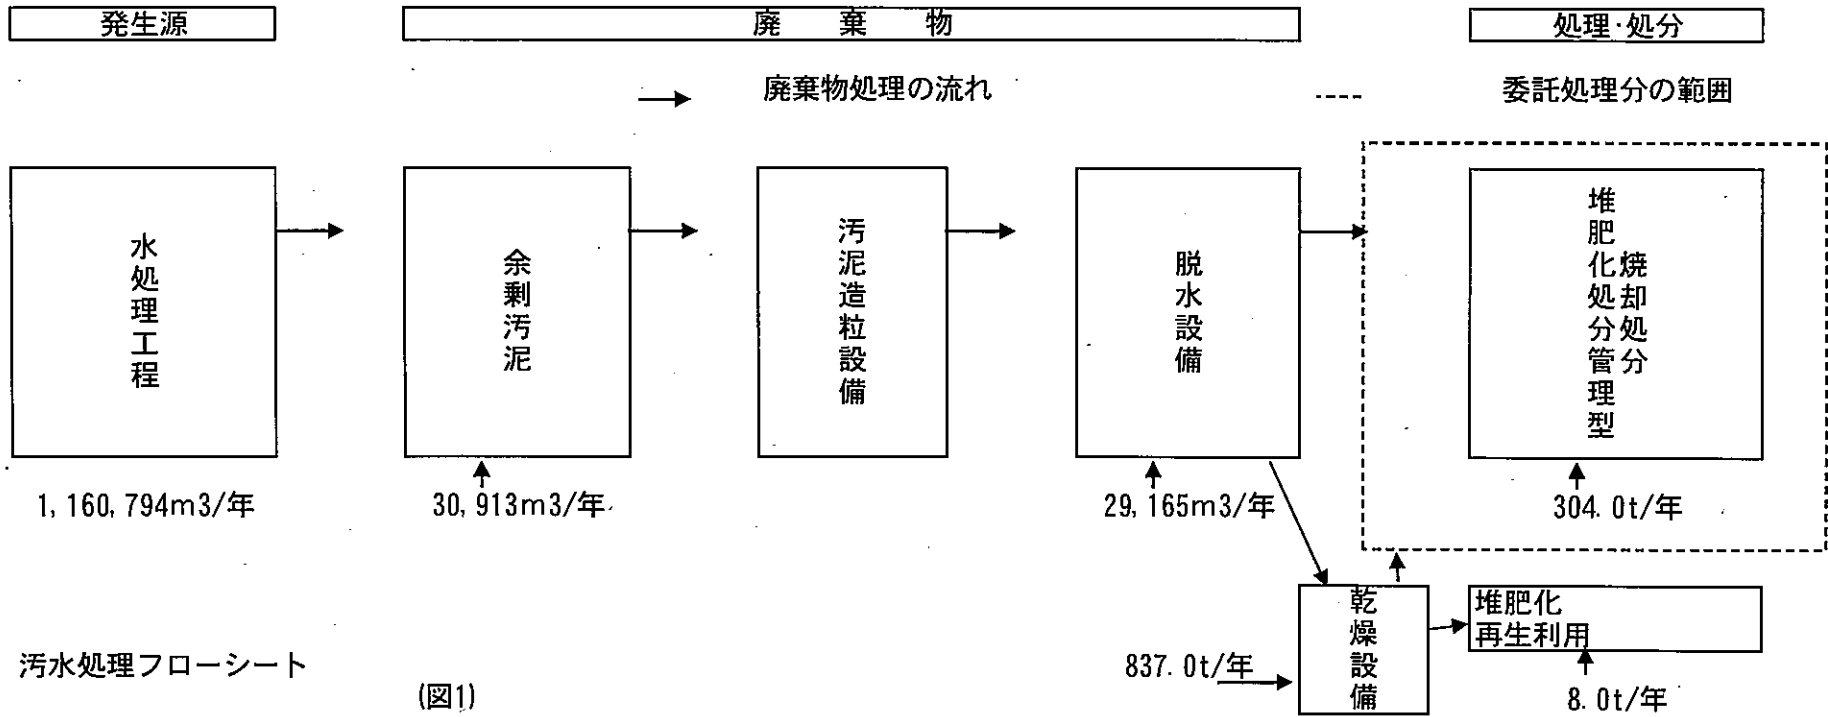 発生源
廃棄物
処理・処分
廃棄物処理の流れ
委託処理分の範囲
水処理工程
余剰汚泥
汚泥造粒設備
脱水設備
焼却処分
堆肥化処分管理型
1,160,794m3/年
30,913m3/年
29,165m3/年
304.0t/年
乾燥設備
堆肥化
再生利用
汚水処理フローシート
(図1)
837.0t/年
8.0t/年